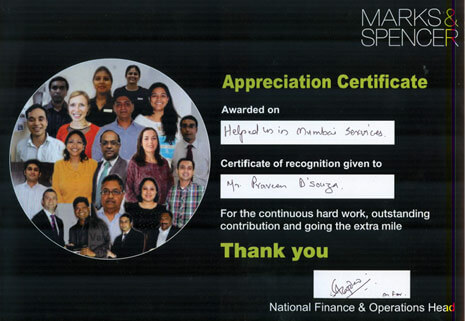 MARKS&
SPENCER
Appreciation Certificate
Awarded on
Helped us in Mumbai Services.
Certificate of recognition given to
Mr. Praveen D'souza.
For the continuous hard work, outstanding
contribution and going the extra mile
Thank you
National Finance & Operations Head